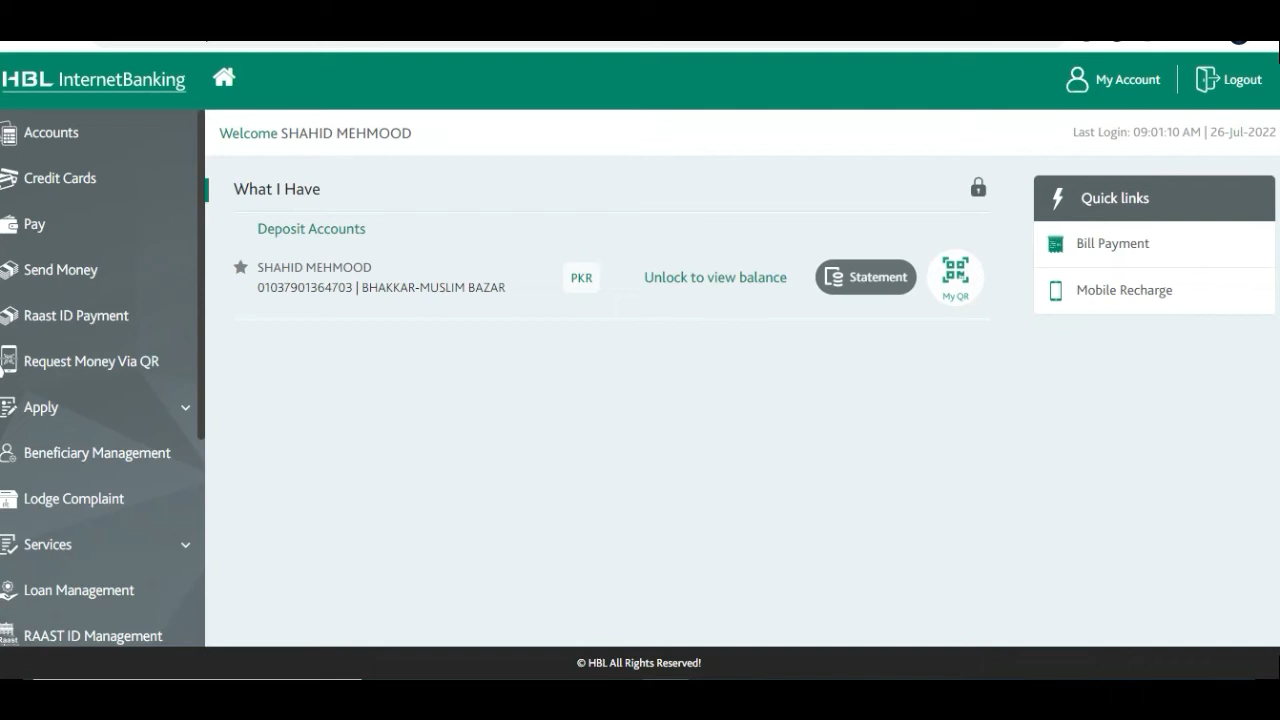 HBL InternetBanking
My Account
Logout
Accounts
Credit Cards
Pay
Send Money
Raast ID Payment
Request Money Via QR
Apply
Beneficiary Management
Lodge Complaint
Services
Loan Management
RAAST ID Management
Welcome SHAHID MEHMOOD
Last Login: 09:01:10 AM | 26-Jul-2022
What I Have
Deposit Accounts
SHAHID MEHMOOD
01037901364703 | BHAKKAR-MUSLIM BAZAR
PKR
Unlock to view balance
Statement
My QR
Quick links
Bill Payment
Mobile Recharge
© HBL All Rights Reserved!